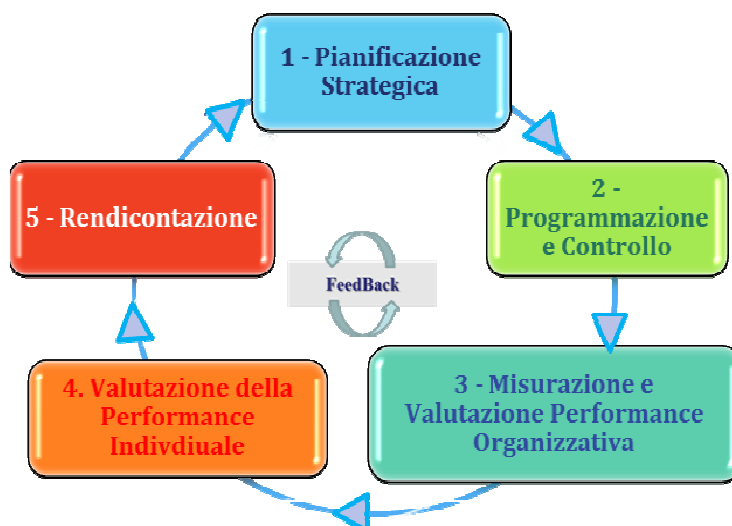 1 - Pianificazione
Strategica
2 -
Programmazione
e Controllo
3 - Misurazione e
Valutazione Performance
Organizzativa
4. Valutazione della
Performance
Indivdiuale
5 - Rendicontazione
FeedBack